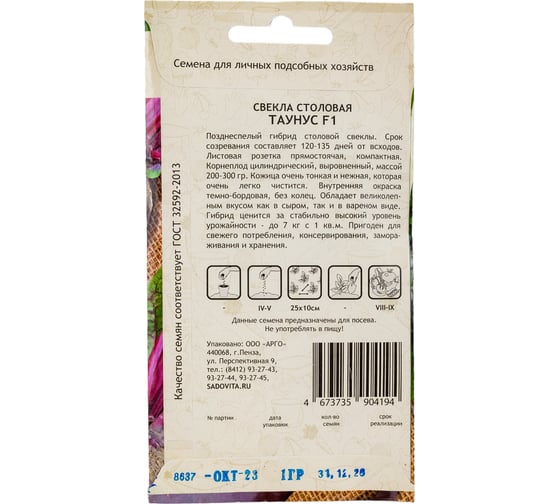 Семена для личных подсобных хозяйств
СВЕКЛА СТОЛОВАЯ
ТАУНУС F1
Позднеспелый гибрид столовой свеклы. Срок
созревания составляет 120-135 дней от всходов.
Листовая розетка прямостоячая, компактная.
Корнеплод цилиндрический, выровненный, массой
200-300 гр. Кожица очень тонкая и нежная, которая
очень легко чистится. Внутренняя окраска
темно-бордовая, без колец. Обладает великолеп-
ным вкусом как в сыром, так и в вареном виде.
Гибрид ценится за стабильно высокий уровень
урожайности - до 7 кг с 1 кв.м. Пригоден для
свежего потребления, консервирования, замора-
живания и хранения.
- IV-V 25х10см - VIII-IX
Данные семена предназначены для посева.
Не употреблять в пищу!
Упаковано: ООО «АРГО»
440068, г.Пенза,
ул. Перспективная 9,
тел.: (8412) 93-27-43,
93-27-44, 93-27-45,
SADOVITA.RU
4 673735 904194
№ партии дата упаковки кол-во семян срок реализации
8637 -ОКТ-23 1ГР 31,12,26
Качество семян соответствует ГОСТ 32592-2013